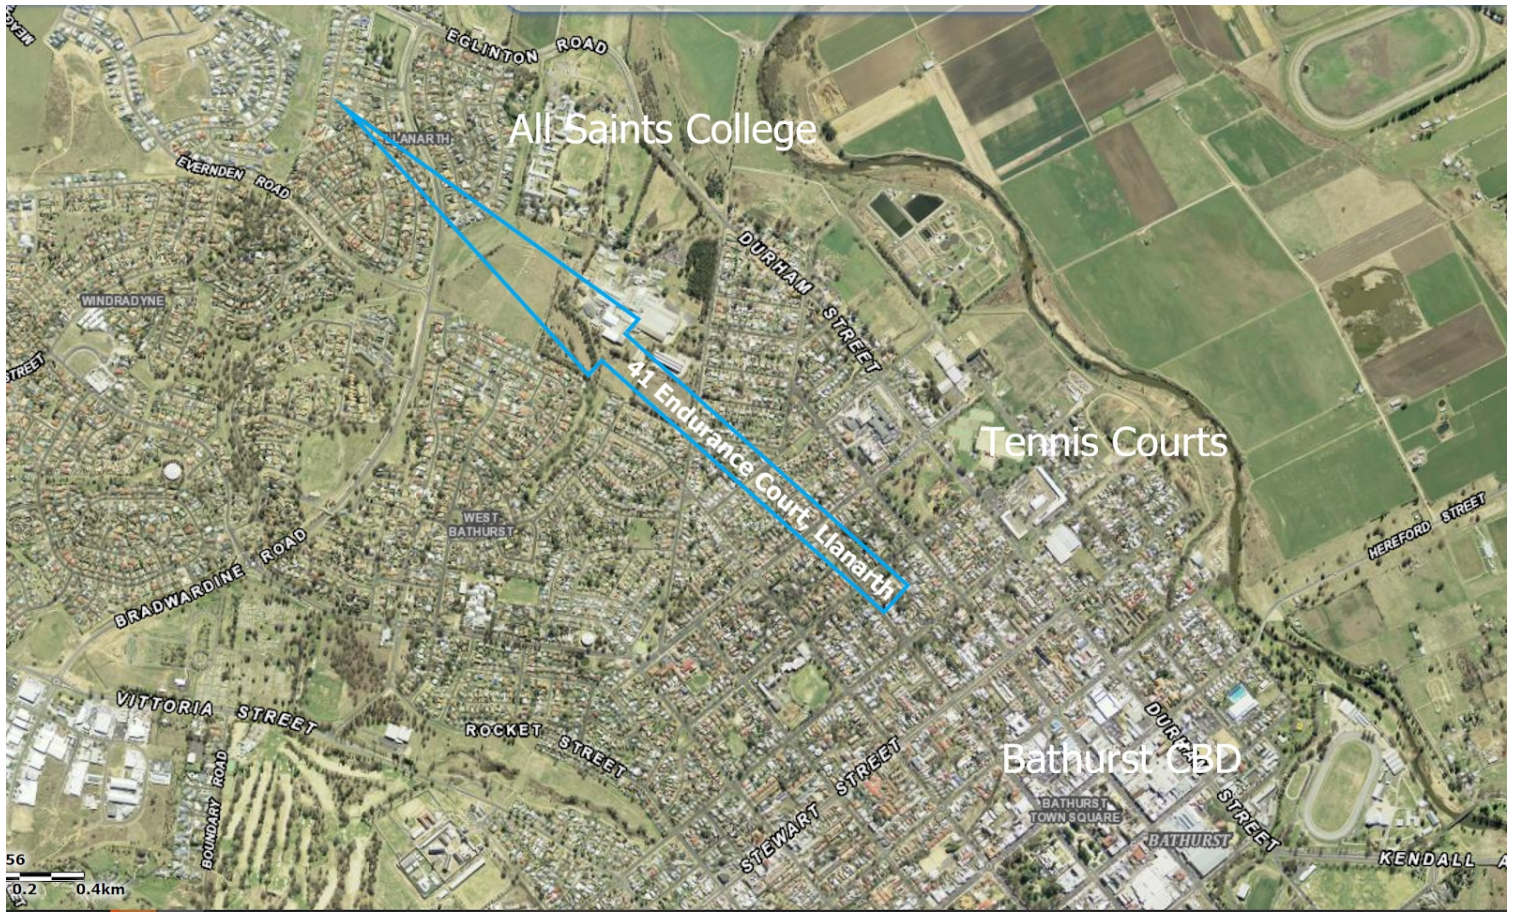 EGLINTON ROAD
All Saints College
LLANARTH
EVERNDEN ROAD
DURHAM STREET
WINDRADYNE
STREET
41 Endurance Court, Llanarth
Tennis Courts
HEREFORD STREET
WEST
BATHURST
BRADWARDINE ROAD
VITTORIA STREET
ROCKET STREET
BOUNDARY ROAD
STEWART STREET
DURHAM STREET
Bathurst CBD
BATHURST
TOWN SQUARE
BATHURST
KENDALL A
56
0.2 0.4km